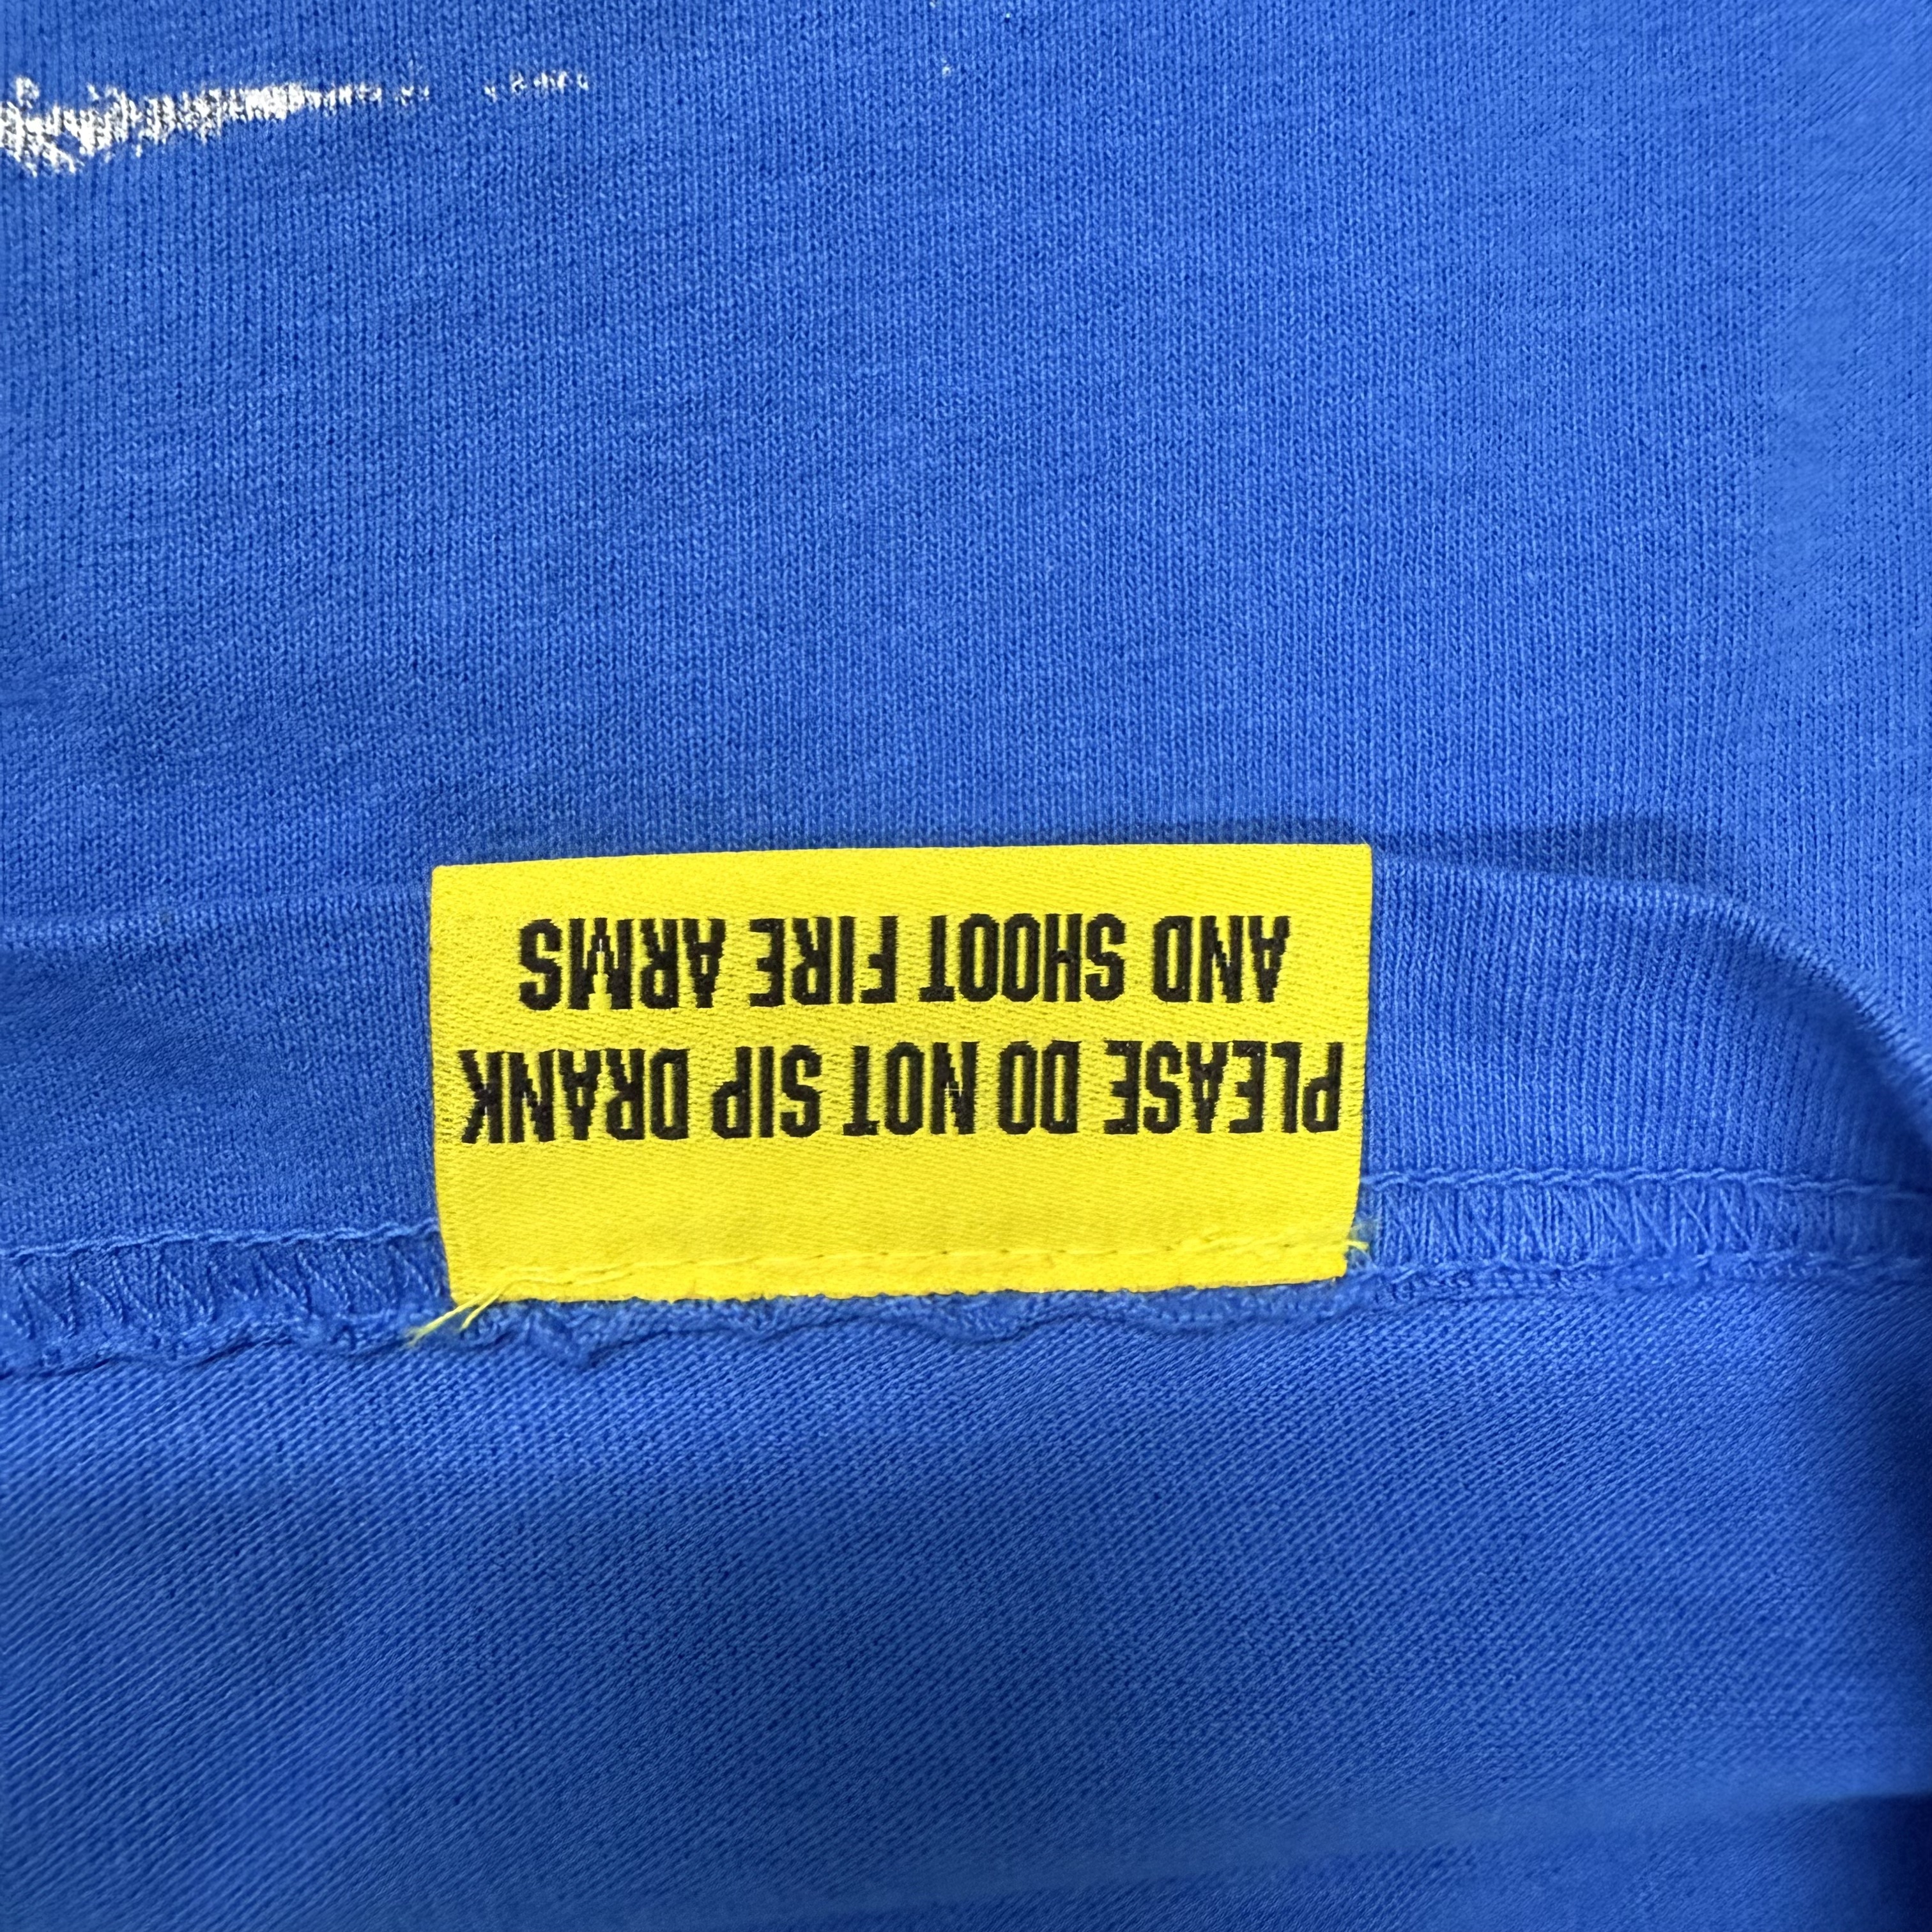 PLEASE DO NOT SIP DRANK
AND SHOOT FIRE ARMS